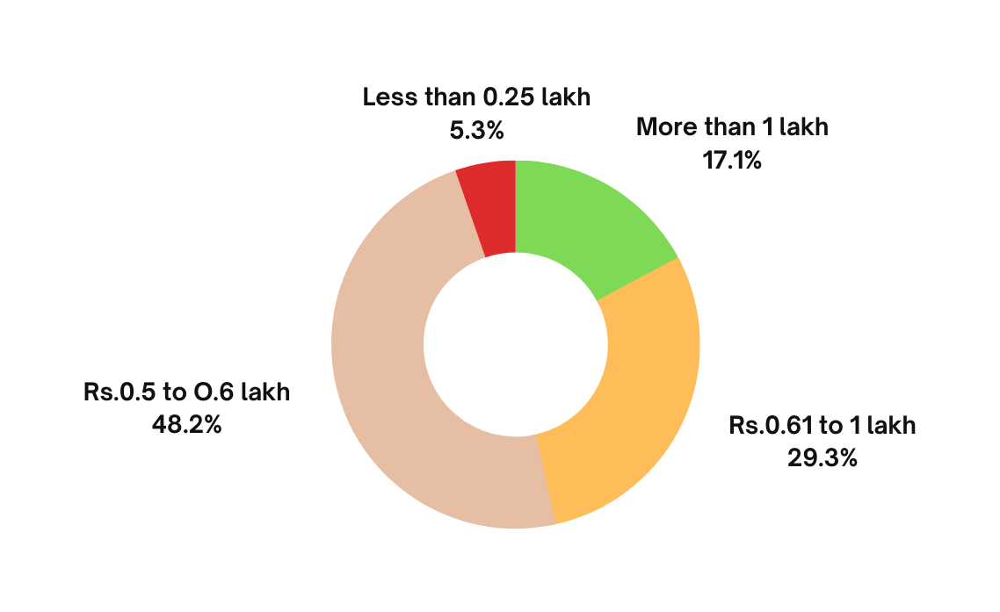 Less than 0.25 lakh
5.3%
More than 1 lakh
17.1%
Rs.0.5 to O.6 lakh
48.2%
Rs.0.61 to 1 lakh
29.3%